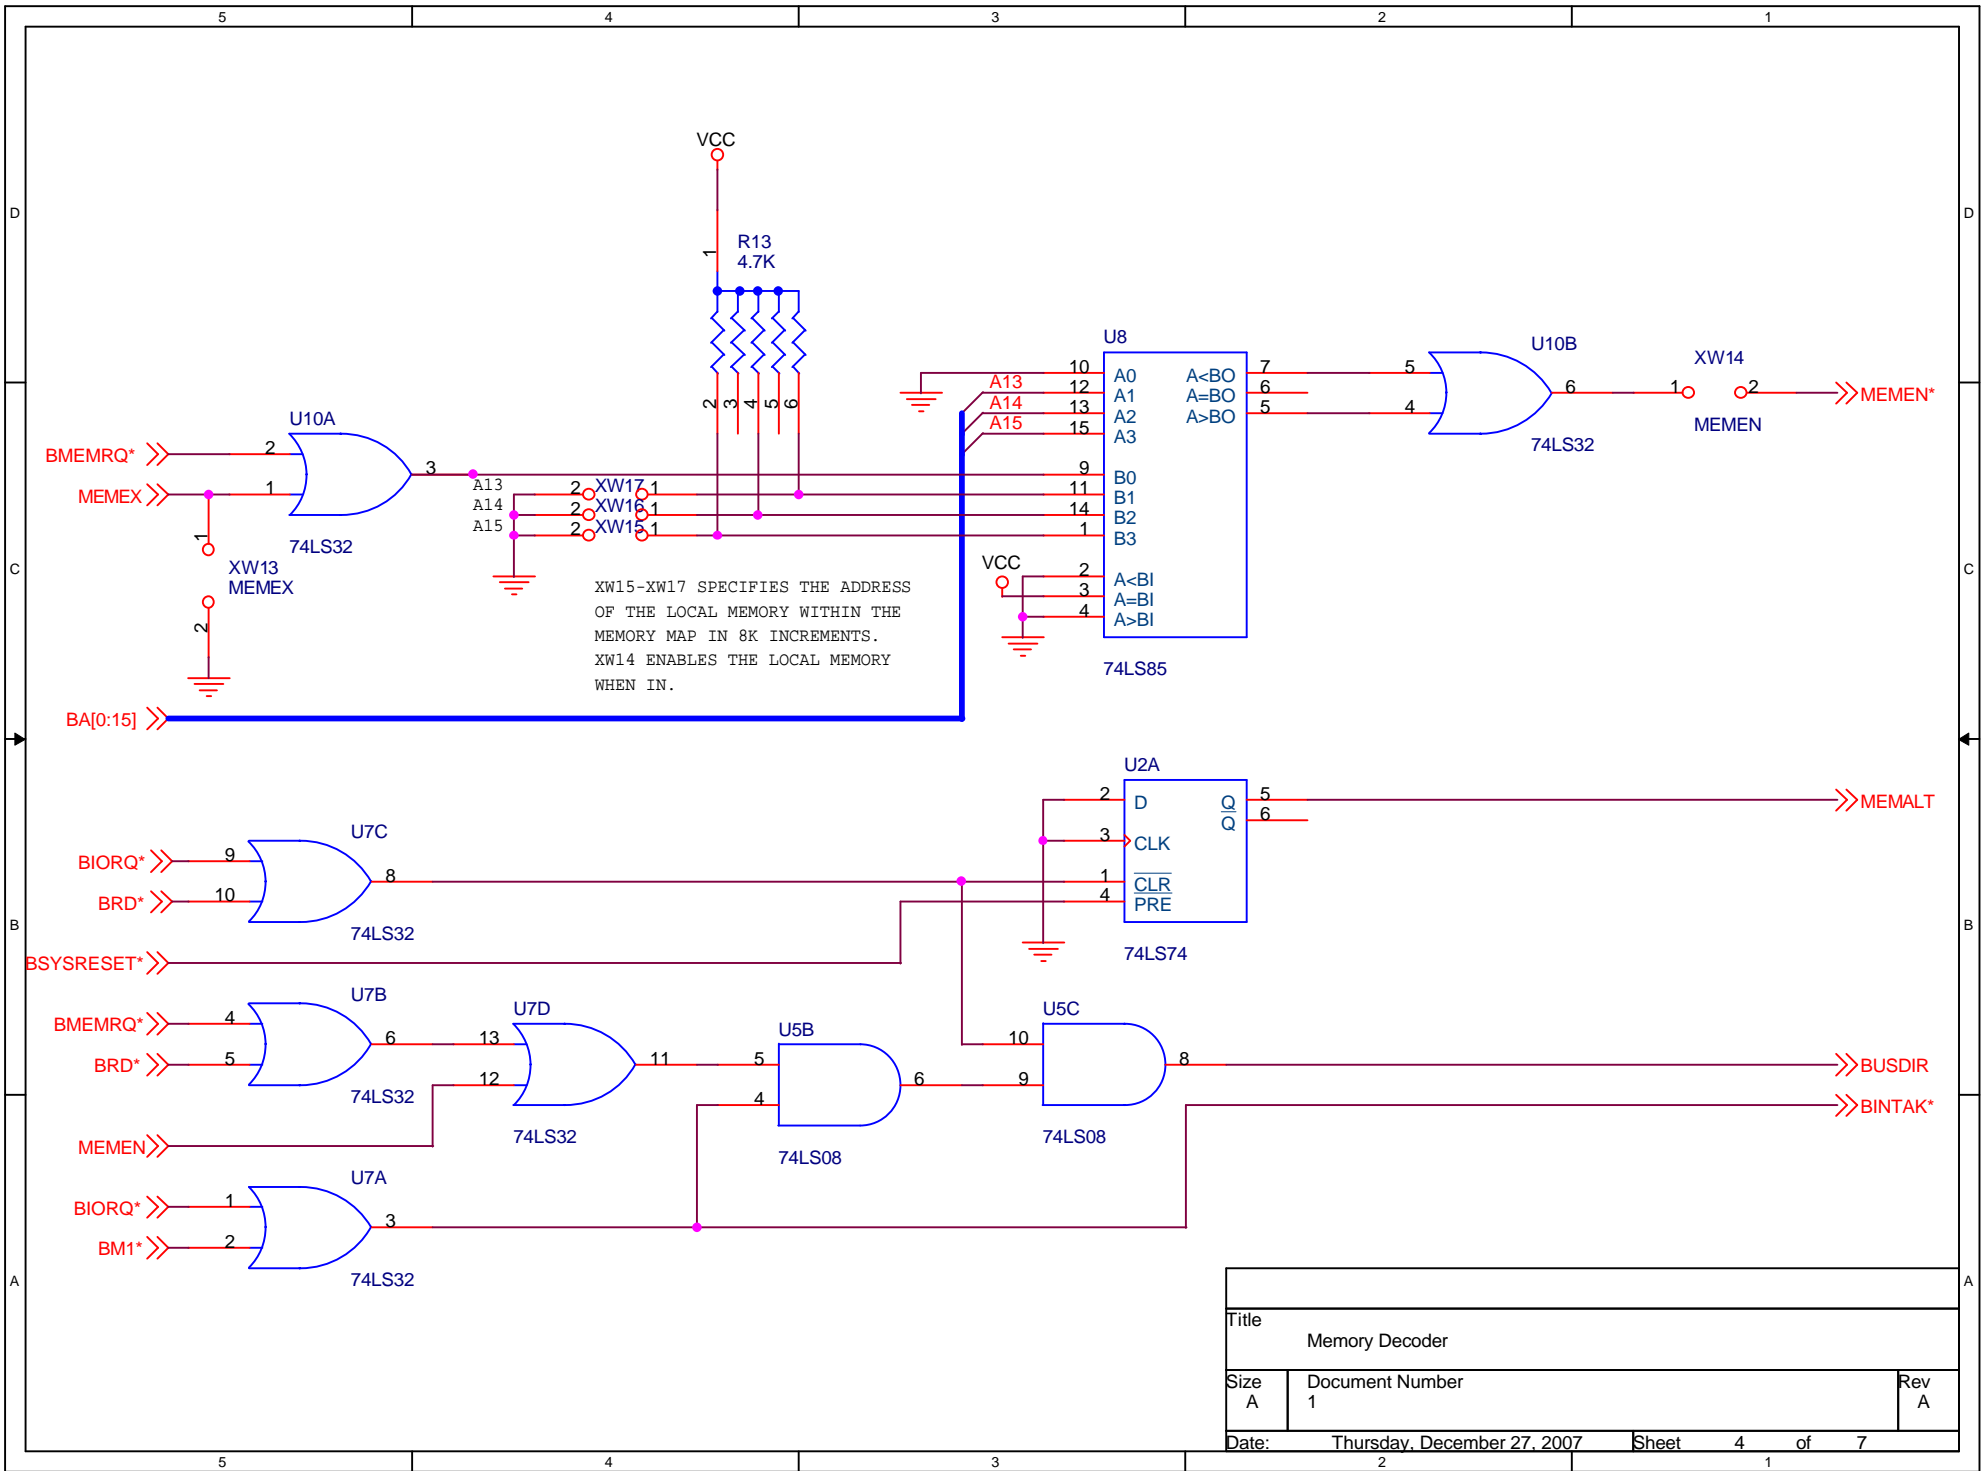 5 4 3 2 1
D D
C C
B B
A A
VCC
1
R13
4.7K
2 3 4 5 6
U10A
BMEMRQ* 2
MEMEX 1
3
74LS32
1
XW13
MEMEX
2
A13 2 XW17 1
A14 2 XW16 1
A15 2 XW15 1
XW15-XW17 SPECIFIES THE ADDRESS
OF THE LOCAL MEMORY WITHIN THE
MEMORY MAP IN 8K INCREMENTS.
XW14 ENABLES THE LOCAL MEMORY
WHEN IN.
BA[0:15]
U8
10 A0 A<BO 7
A13 12 A1 A=BO 6
A14 13 A2 A>BO 5
A15 15 A3
9 B0
11 B1
14 B2
1 B3
VCC
2 A<BI
3 A=BI
4 A>BI
74LS85
U10B
5
4
6
74LS32
XW14
1 2
MEMEN
MEMEN*
U2A
2 D Q 5
Q 6
3 CLK
1 CLR
4 PRE
74LS74
MEMALT
U7C
BIORQ* 9
8
BRD* 10
74LS32
BSYSRESET*
U7B
BMEMRQ* 4
6
BRD* 5
74LS32
U7D
13
11
12
74LS32
MEMEN
U5B
5
6
4
74LS08
U5C
10
8
9
74LS08
BUSDIR
BINTAK*
U7A
BIORQ* 1
3
BM1* 2
74LS32
Title
Memory Decoder
Size Document Number Rev
A 1 A
Date: Thursday, December 27, 2007 Sheet 4 of 7
5 4 3 2 1